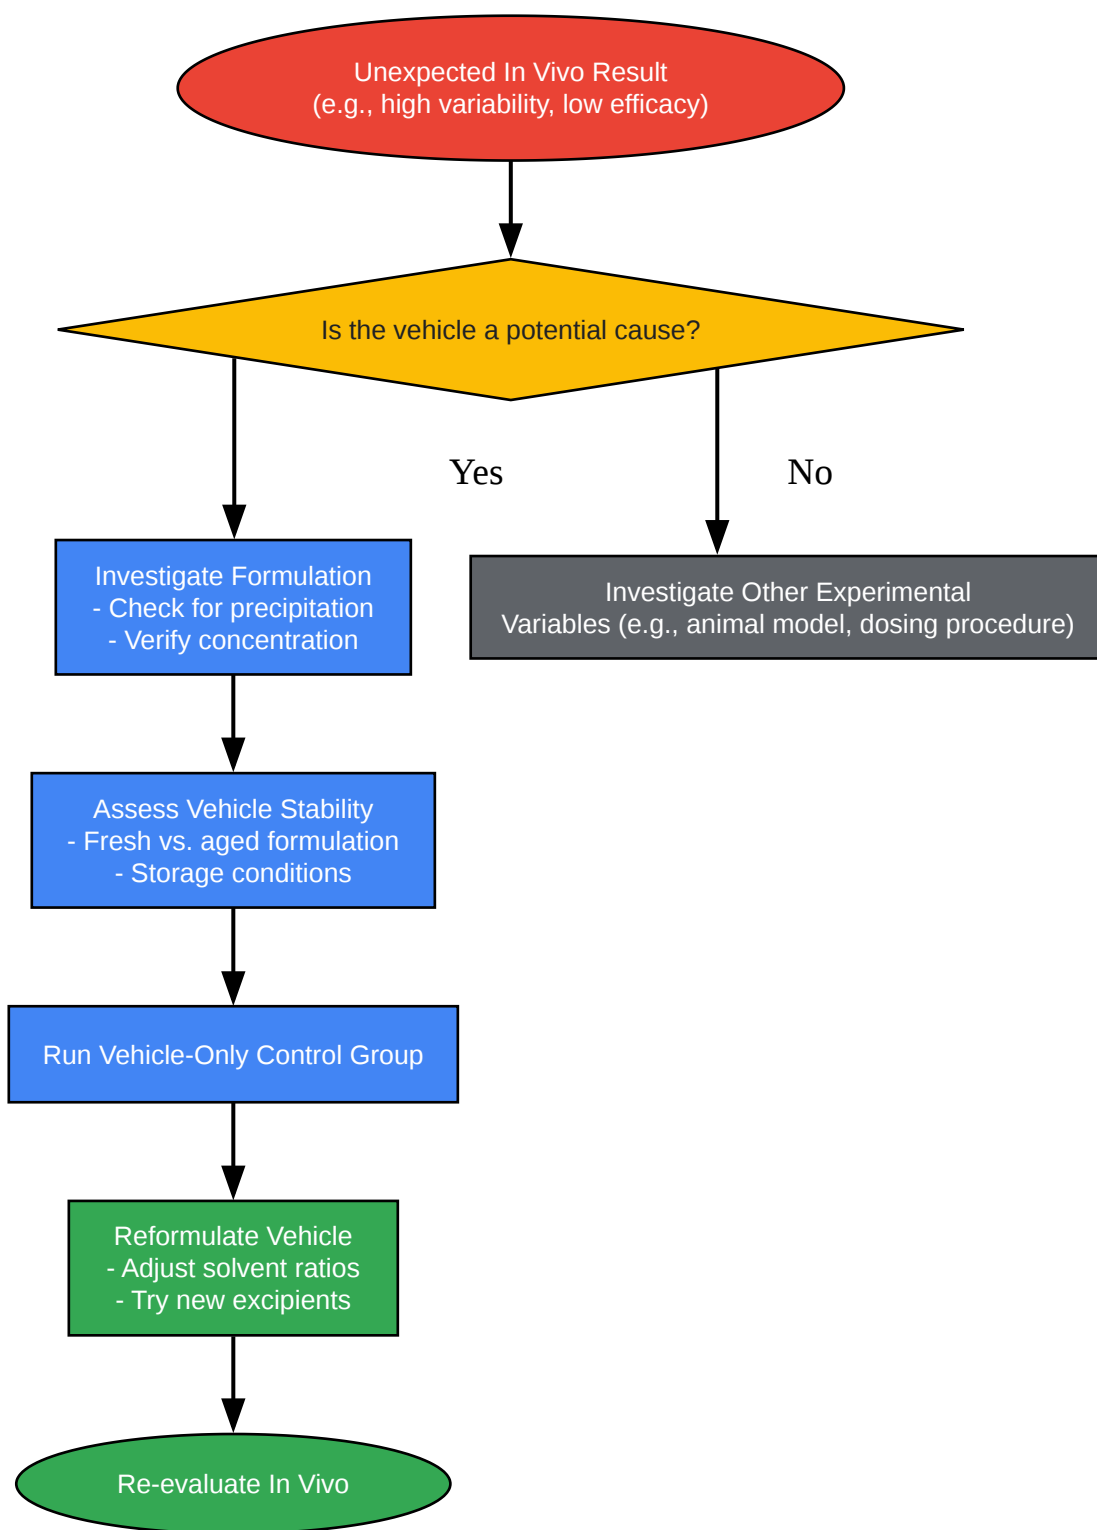 Unexpected In Vivo Result
(e.g., high variability, low efficacy)
Is the vehicle a potential cause?
Yes
No
Investigate Formulation
- Check for precipitation
- Verify concentration
Investigate Other Experimental
Variables (e.g., animal model, dosing procedure)
Assess Vehicle Stability
- Fresh vs. aged formulation
- Storage conditions
Run Vehicle-Only Control Group
Reformulate Vehicle
- Adjust solvent ratios
- Try new excipients
Re-evaluate In Vivo